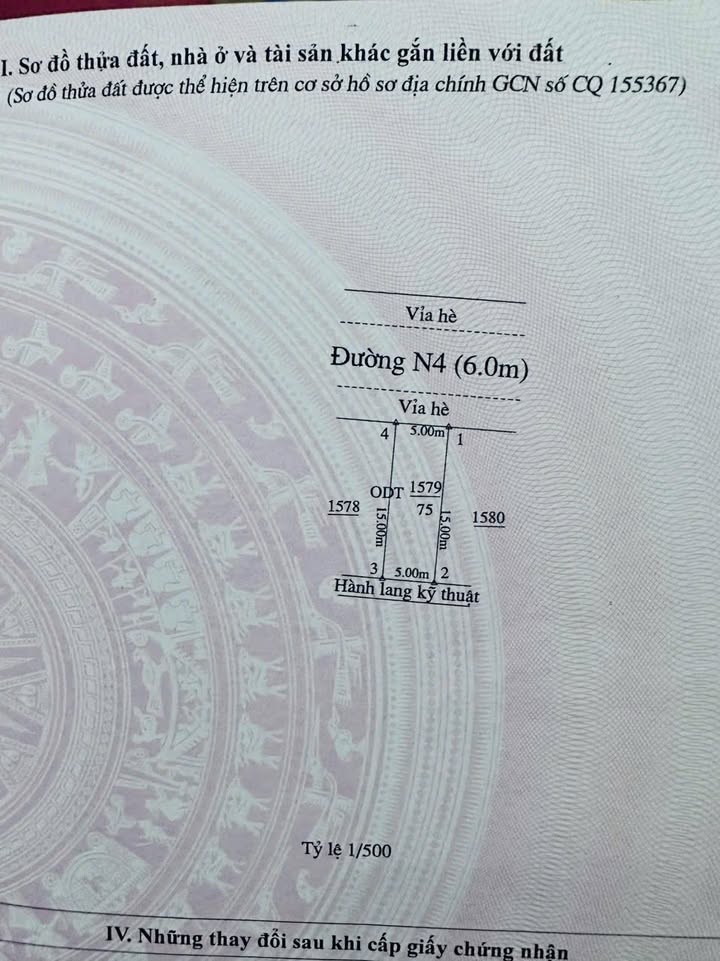 I. Sơ đồ thửa đất, nhà ở và tài sản khác gắn liền với đất
(Sơ đồ thửa đất được thể hiện trên cơ sở hồ sơ địa chính GCN số CQ 155367)
Vỉa hè
Đường N4 (6.0m)
Vỉa hè
4 5.00m 1
ODT 1579
1578 75 1580
15.00m 15.00m
3 5.00m 2
Hành lang kỹ thuật
Tỷ lệ 1/500
IV. Những thay đổi sau khi cấp giấy chứng nhận